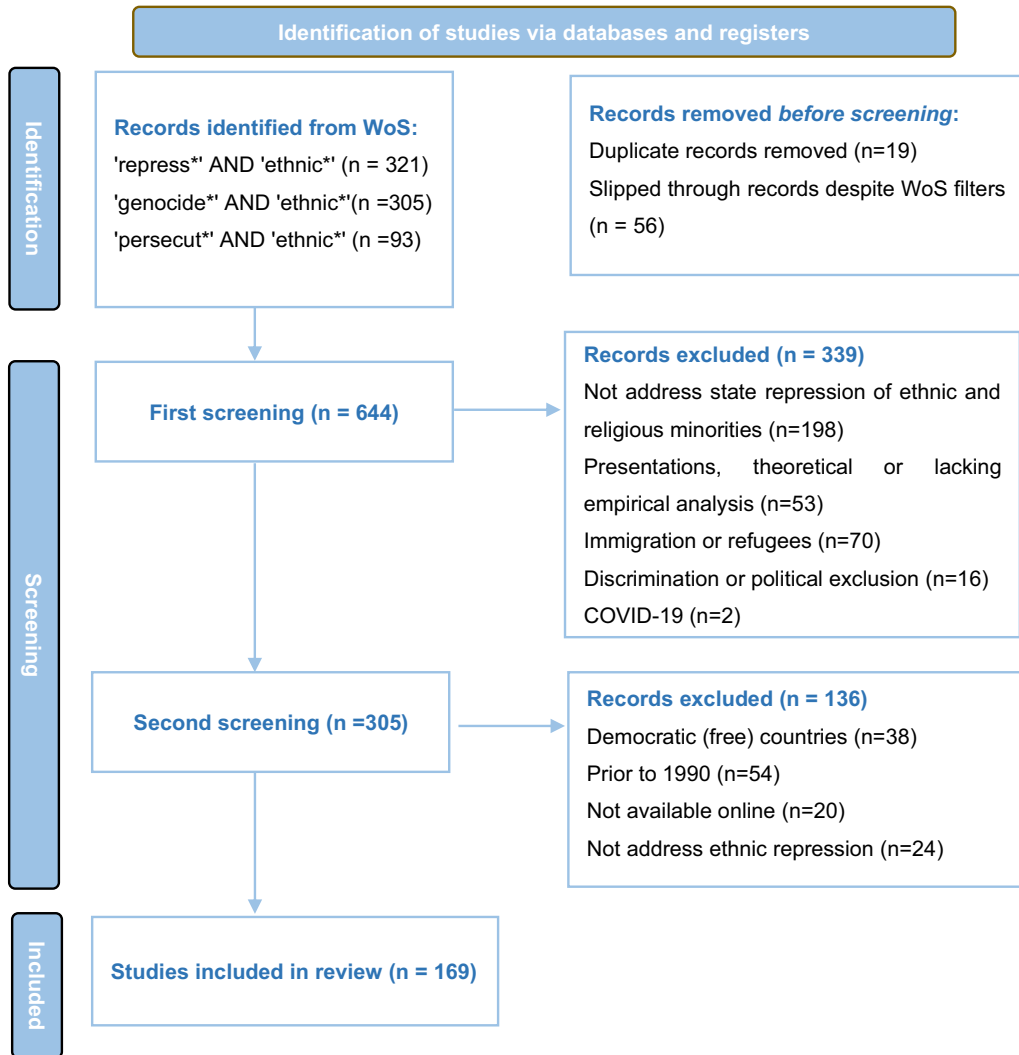 Identification of studies via databases and registers
Identification
Records identified from WoS:
'repress*' AND 'ethnic*' (n = 321)
'genocide*' AND 'ethnic*'(n =305)
'persecut*' AND 'ethnic*' (n =93)
Records removed before screening:
Duplicate records removed (n=19)
Slipped through records despite WoS filters
(n = 56)
Screening
First screening (n = 644)
Records excluded (n = 339)
Not address state repression of ethnic and
religious minorities (n=198)
Presentations, theoretical or lacking
empirical analysis (n=53)
Immigration or refugees (n=70)
Discrimination or political exclusion (n=16)
COVID-19 (n=2)
Second screening (n =305)
Records excluded (n = 136)
Democratic (free) countries (n=38)
Prior to 1990 (n=54)
Not available online (n=20)
Not address ethnic repression (n=24)
Included
Studies included in review (n = 169)